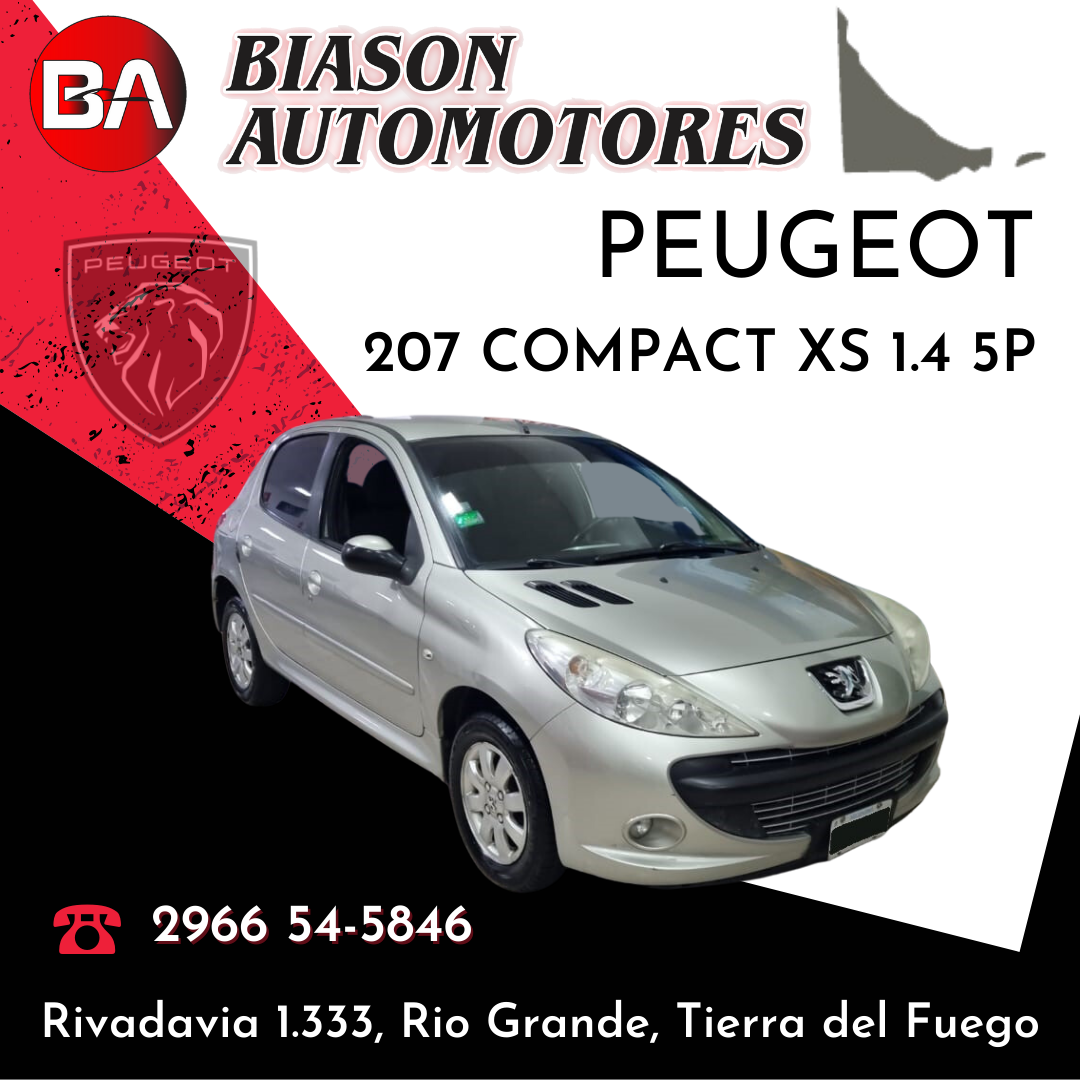 BA
BIASON
AUTOMOTORES
PEUGEOT
PEUGEOT
207 COMPACT XS 1.4 5P
2966 54-5846
Rivadavia 1.333, Rio Grande, Tierra del Fuego